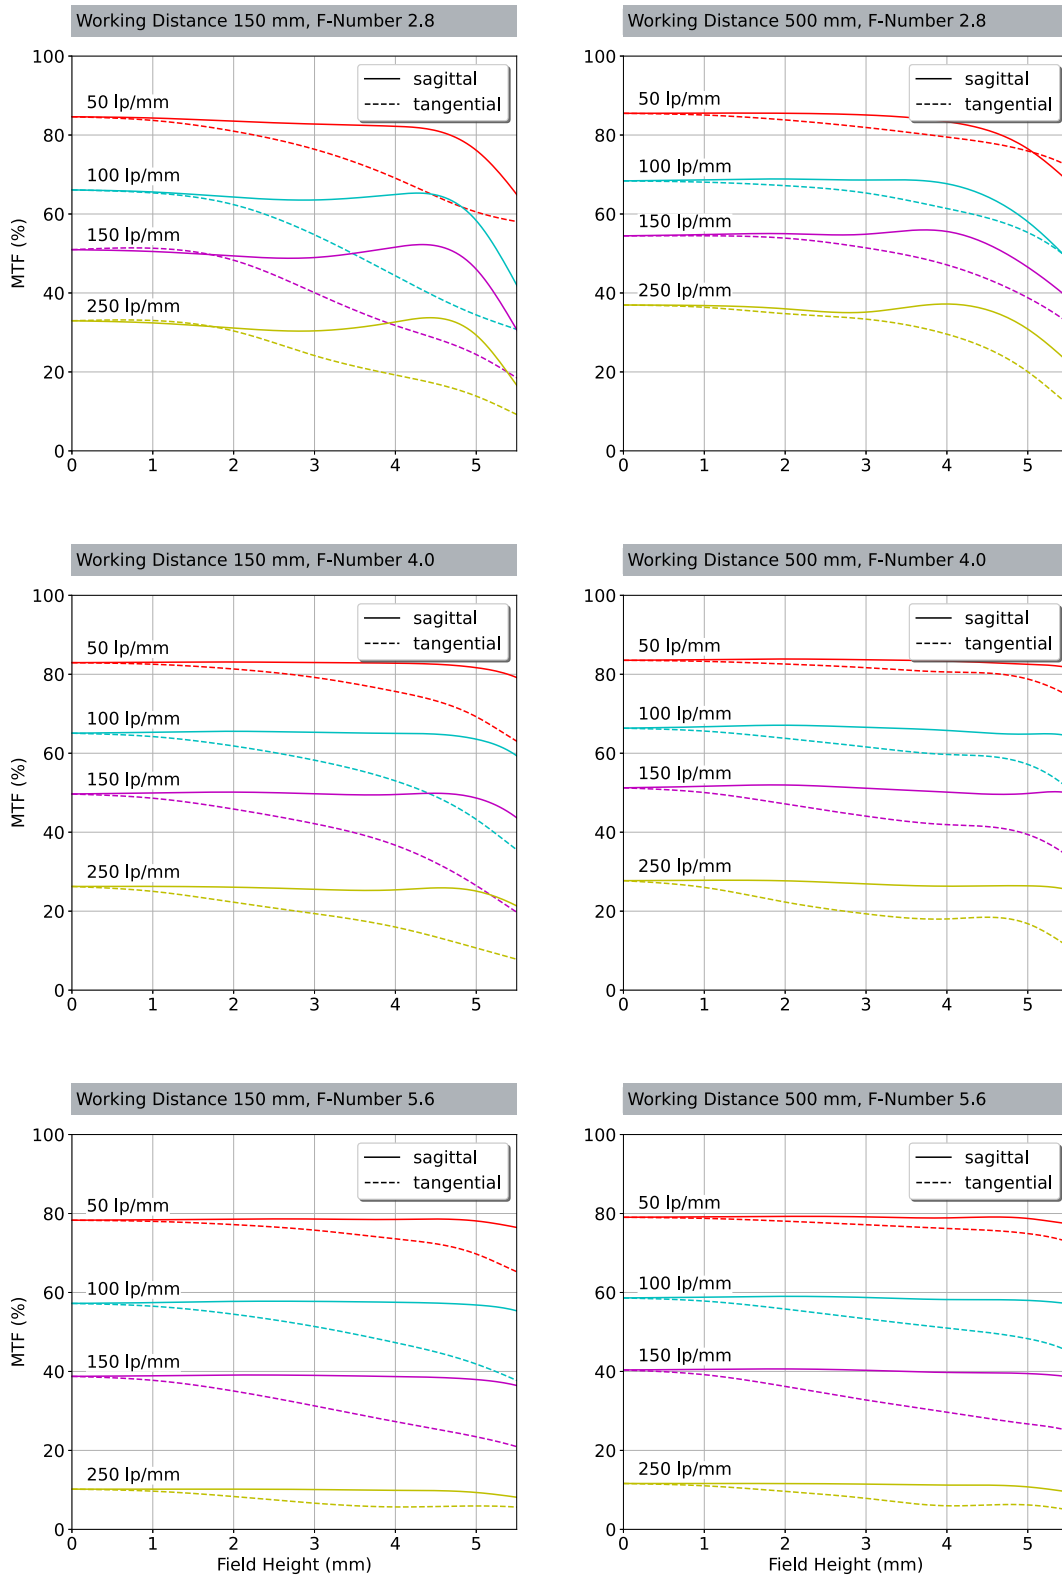 Working Distance 150 mm, F-Number 2.8
100
80
60
40
20
0
MTF (%)
50 lp/mm
100 lp/mm
150 lp/mm
250 lp/mm
sagittal
tangential
0 1 2 3 4 5
Working Distance 500 mm, F-Number 2.8
100
80
60
40
20
0
50 lp/mm
100 lp/mm
150 lp/mm
250 lp/mm
sagittal
tangential
0 1 2 3 4 5
Working Distance 150 mm, F-Number 4.0
100
80
60
40
20
0
MTF (%)
50 lp/mm
100 lp/mm
150 lp/mm
250 lp/mm
sagittal
tangential
0 1 2 3 4 5
Working Distance 500 mm, F-Number 4.0
100
80
60
40
20
0
50 lp/mm
100 lp/mm
150 lp/mm
250 lp/mm
sagittal
tangential
0 1 2 3 4 5
Working Distance 150 mm, F-Number 5.6
100
80
60
40
20
0
MTF (%)
50 lp/mm
100 lp/mm
150 lp/mm
250 lp/mm
sagittal
tangential
0 1 2 3 4 5
Field Height (mm)
Working Distance 500 mm, F-Number 5.6
100
80
60
40
20
0
50 lp/mm
100 lp/mm
150 lp/mm
250 lp/mm
sagittal
tangential
0 1 2 3 4 5
Field Height (mm)